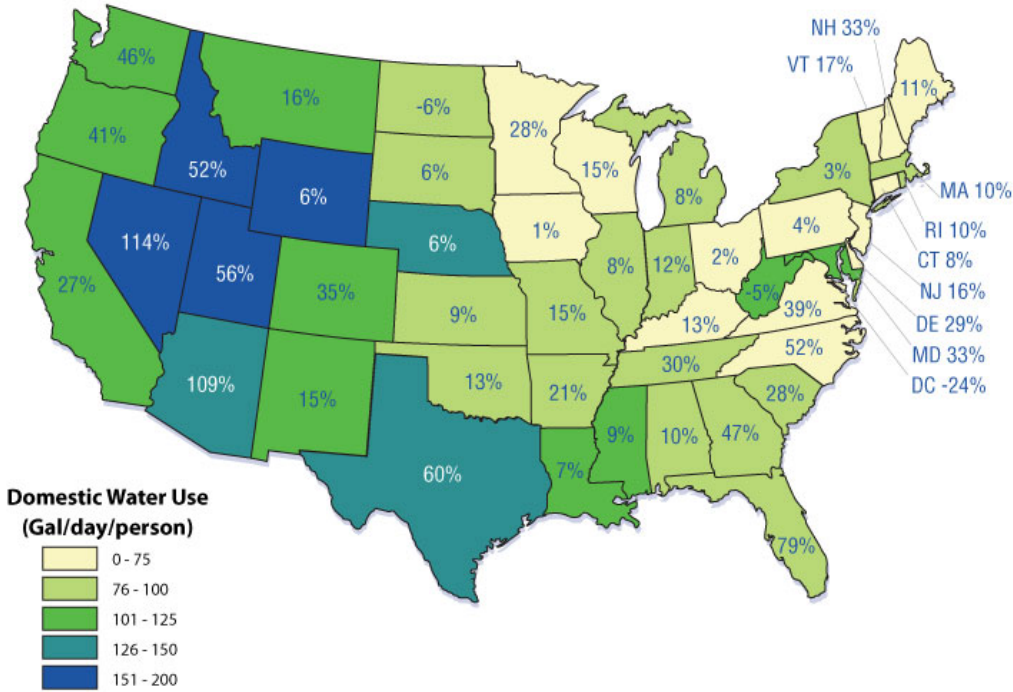 NH 33%
VT 17%
11%
46%
16%
-6%
28%
41%
15%
3%
52%
6%
6%
8%
MA 10%
RI 10%
114%
6%
1%
4%
CT 8%
56%
8%
12%
2%
NJ 16%
27%
35%
-5%
39%
DE 29%
9%
15%
13%
MD 33%
52%
30%
DC -24%
109%
15%
13%
21%
28%
9%
10%
47%
7%
60%
79%
Domestic Water Use
(Gal/day/person)
0 - 75
76 - 100
101 - 125
126 - 150
151 - 200